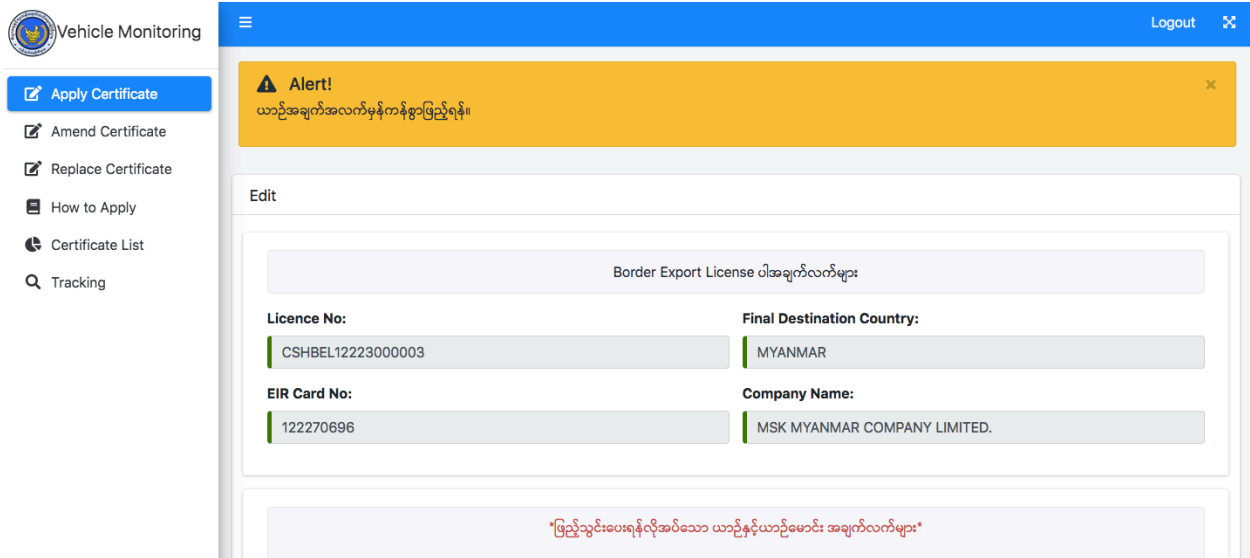 Vehicle Monitoring
Logout
Apply Certificate
Amend Certificate
Replace Certificate
How to Apply
Certificate List
Tracking
Alert!
ယာဉ်အချက်အလက်မှန်ကန်စွာဖြည့်ရန်။
Edit
Border Export License ပါအချက်လက်များ
Licence No:
Final Destination Country:
CSHBEL12223000003
MYANMAR
EIR Card No:
Company Name:
122270696
MSK MYANMAR COMPANY LIMITED.
*ဖြည့်သွင်းပေးရန်လိုအပ်သော ယာဉ်နှင့်ယာဉ်မောင်း အချက်လက်များ*